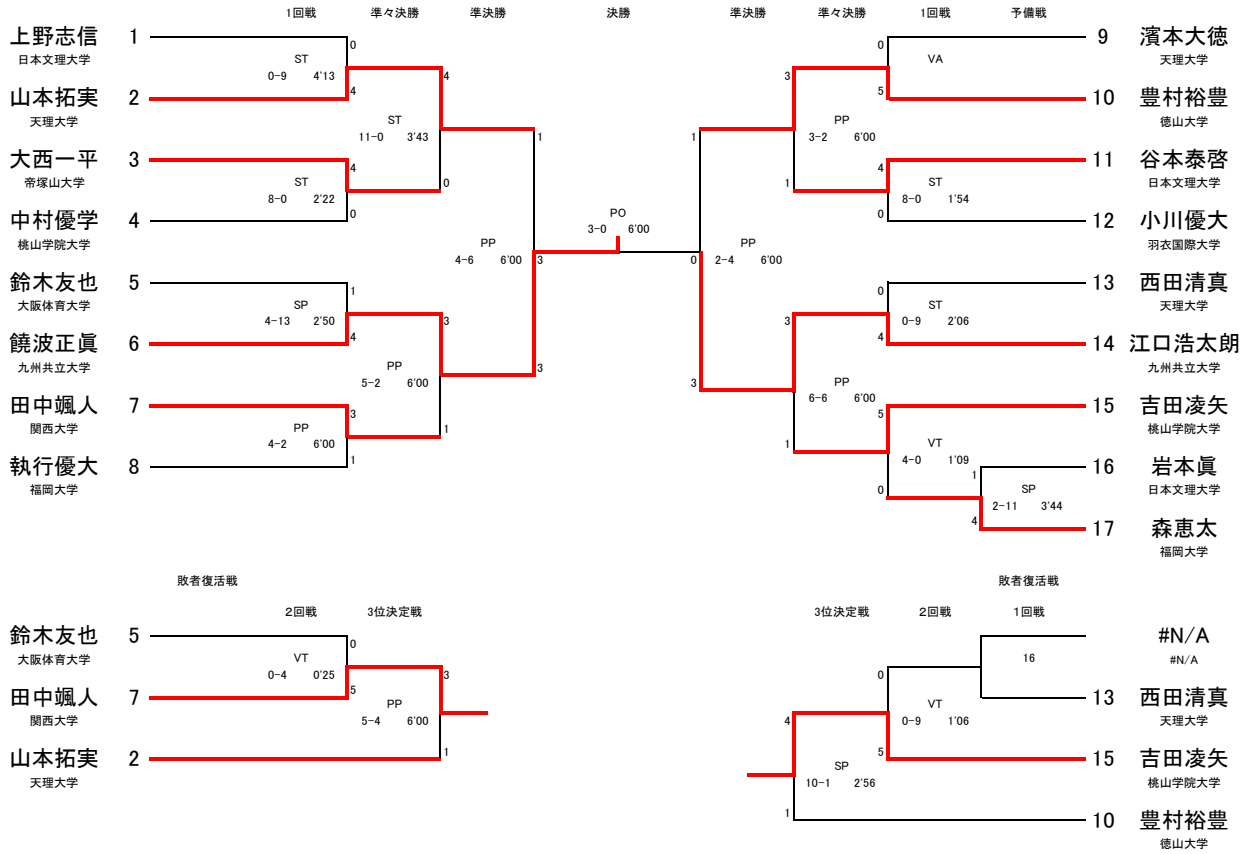 1回戦 準々決勝 準決勝 決勝 準決勝 準々決勝 1回戦 予備戦
上野志信 1 0 0 9 濱本大徳
日本文理大学 ST VA 天理大学
0-9 4'13 4 3
山本拓実 2 4 5 10 豊村裕豊
天理大学 ST PP 徳山大学
11-0 3'43 1 1 3-2 6'00
大西一平 3 4 4 11 谷本泰啓
帝塚山大学 ST 0 1 ST 日本文理大学
8-0 2'22 8-0 1'54
中村優学 4 0 PO 0 12 小川優大
桃山学院大学 3-0 6'00 羽衣国際大学
PP PP
4-6 6'00 3 0 2-4 6'00
鈴木友也 5 1 0 13 西田清真
大阪体育大学 SP ST 天理大学
4-13 2'50 3 3 0-9 2'06
饒波正眞 6 4 4 14 江口浩太朗
九州共立大学 PP PP 九州共立大学
5-2 6'00 3 3 6-6 6'00
田中颯人 7 3 5 15 吉田凌矢
関西大学 PP 1 1 VT 桃山学院大学
4-2 6'00 4-0 1'09
執行優大 8 1 1 16 岩本眞
福岡大学 0 SP 日本文理大学
2-11 3'44
4 17 森恵太
福岡大学
敗者復活戦 敗者復活戦
2回戦 3位決定戦 3位決定戦 2回戦 1回戦
鈴木友也 5 0 #N/A
大阪体育大学 VT 16 #N/A
0-4 0'25 3 0
田中颯人 7 5 13 西田清真
関西大学 PP VT 天理大学
5-4 6'00 4 0-9 1'06
山本拓実 2 1 5 15 吉田凌矢
天理大学 SP 桃山学院大学
10-1 2'56
1 10 豊村裕豊
徳山大学